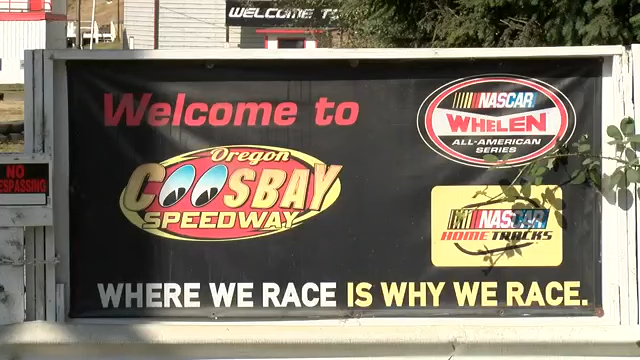 WELCOME T
Welcome to
NASCAR
WHELEN
ALL-AMERICAN
SERIES
Oregon
COOSBAY
SPEEDWAY
NO
TRESPASSING
NASCAR
HOME TRACKS
WHERE WE RACE IS WHY WE RACE.